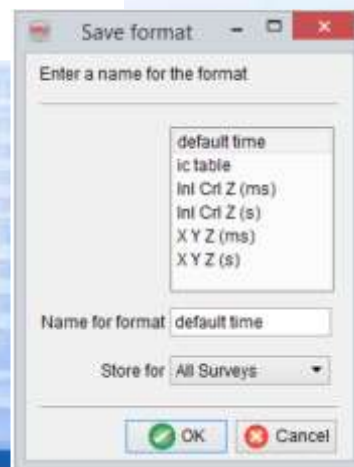 Save format
Enter a name for the format
default time
ic table
Inl Crl Z (ms)
Inl Crl Z (s)
X Y Z (ms)
X Y Z (s)
Name for format default time
Store for All Surveys
OK Cancel